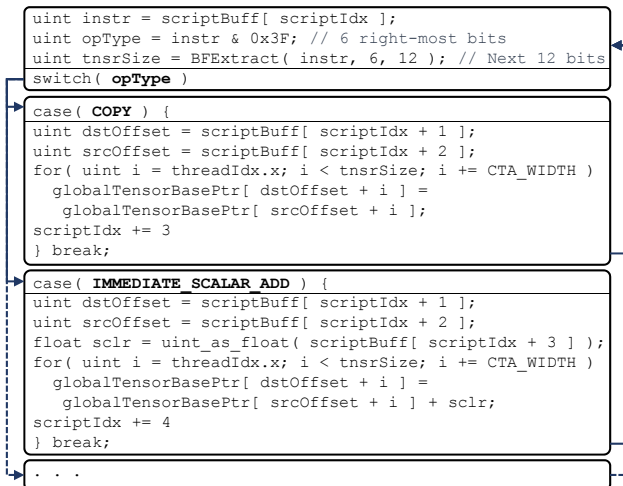 uint instr = scriptBuff[ scriptIdx ];
uint opType = instr & 0x3F; // 6 right-most bits
uint tnsrSize = BFExtract( instr, 6, 12 ); // Next 12 bits
switch( opType )
case( COPY ) {
uint dstOffset = scriptBuff[ scriptIdx + 1 ];
uint srcOffset = scriptBuff[ scriptIdx + 2 ];
for( uint i = threadIdx.x; i < tnsrSize; i += CTA_WIDTH )
globalTensorBasePtr[ dstOffset + i ] =
globalTensorBasePtr[ srcOffset + i ];
scriptIdx += 3
} break;
case( IMMEDIATE_SCALAR_ADD ) {
uint dstOffset = scriptBuff[ scriptIdx + 1 ];
uint srcOffset = scriptBuff[ scriptIdx + 2 ];
float sclr = uint_as_float( scriptBuff[ scriptIdx + 3 ] );
for( uint i = threadIdx.x; i < tnsrSize; i += CTA_WIDTH )
globalTensorBasePtr[ dstOffset + i ] =
globalTensorBasePtr[ srcOffset + i ] + sclr;
scriptIdx += 4
} break;
. . .